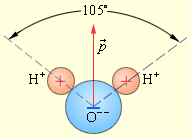 105°
p⃗
H⁺ + + H⁺
O⁻⁻